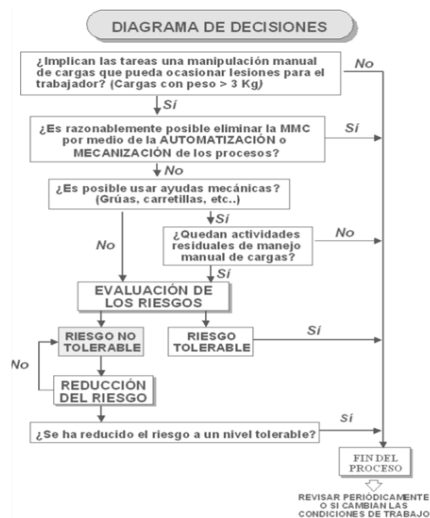 DIAGRAMA DE DECISIONES
¿Implican las tareas una manipulación manual
de cargas que pueda ocasionar lesiones para el
trabajador? (Cargas con peso > 3 Kg)
No
Sí
¿Es razonablemente posible eliminar la MMC
por medio de la AUTOMATIZACIÓN o
MECANIZACIÓN de los procesos?
Sí
No
¿Es posible usar ayudas mecánicas?
(Grúas, carretillas, etc..)
Sí
No
¿Quedan actividades
residuales de manejo
manual de cargas?
No
Sí
EVALUACIÓN DE
LOS RIESGOS
RIESGO NO
TOLERABLE
RIESGO
TOLERABLE
Sí
No
REDUCCIÓN
DEL RIESGO
¿Se ha reducido el riesgo a un nivel tolerable?
Sí
FIN DEL
PROCESO
REVISAR PERIÓDICAMENTE
O SI CAMBIAN LAS
CONDICIONES DE TRABAJO